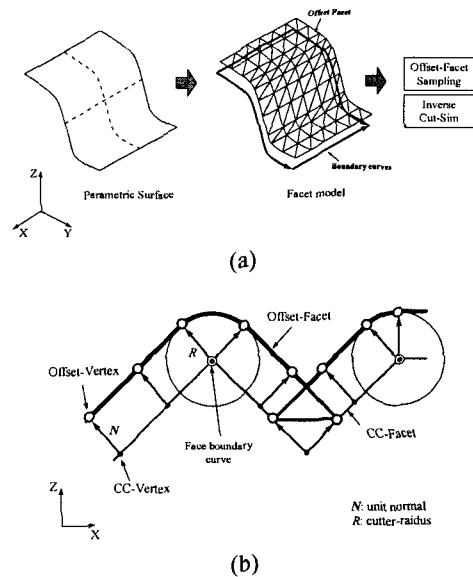 Offset Facet
Offset-Facet
Sampling
Inverse
Cut-Sim
Boundary curves
Z
X
Y
Parametric Surface
Facet model
(a)
Offset-Facet
Offset-Vertex
R
N
Face boundary
curve
CC-Facet
CC-Vertex
Z
X
N: unit normal
R: cutter-raidus
(b)